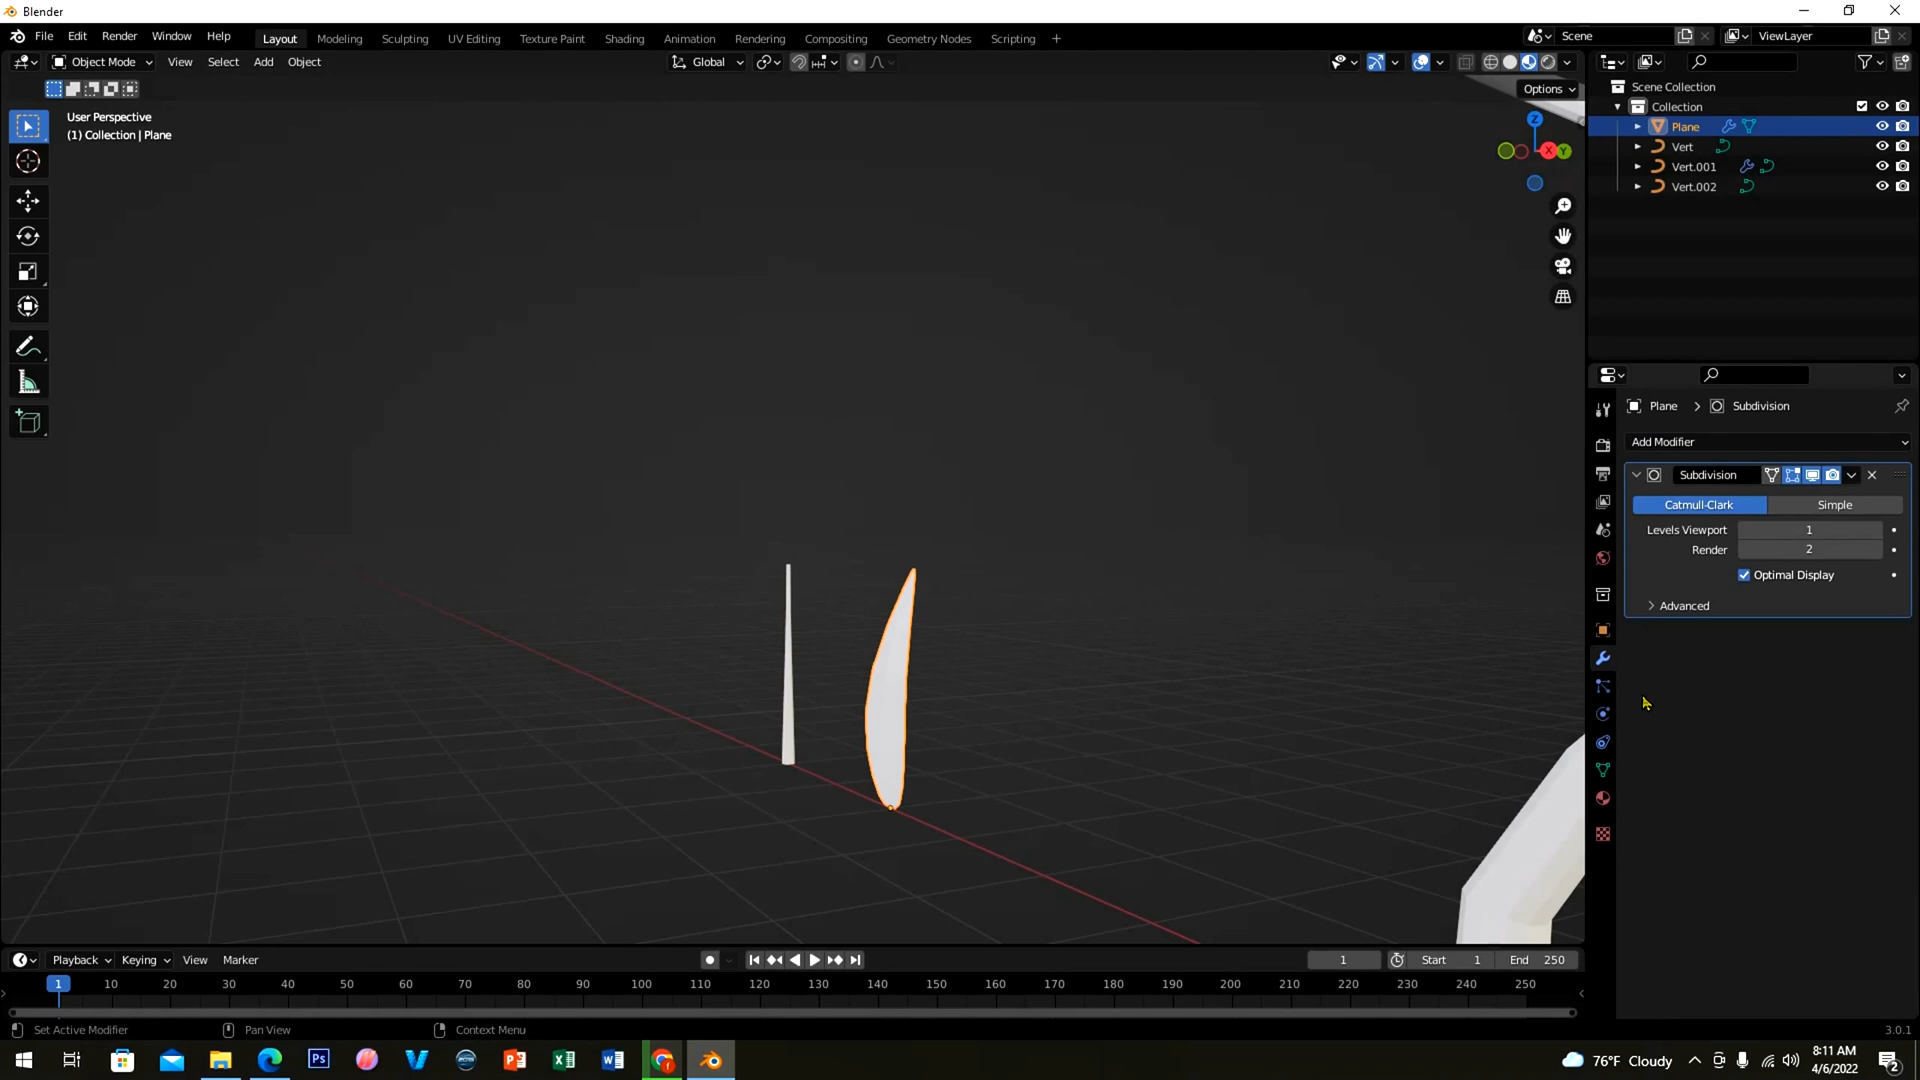 Blender
File Edit Render Window Help
Layout Modeling Sculpting UV Editing Texture Paint Shading Animation Rendering Compositing Geometry Nodes Scripting +
Scene
ViewLayer
Object Mode View Select Add Object
Global
Options
User Perspective
(1) Collection | Plane
Z
X
Y
Scene Collection
Collection
Plane
Vert
Vert.001
Vert.002
Plane > Subdivision
Add Modifier
Subdivision
Catmull-Clark Simple
Levels Viewport 1
Render 2
Optimal Display
Advanced
Playback Keying View Marker
1 Start 1 End 250
1 10 20 30 40 50 60 70 80 90 100 110 120 130 140 150 160 170 180 190 200 210 220 230 240 250
Set Active Modifier Pan View Context Menu
3.0.1
Ps
76°F Cloudy
8:11 AM
4/6/2022
2